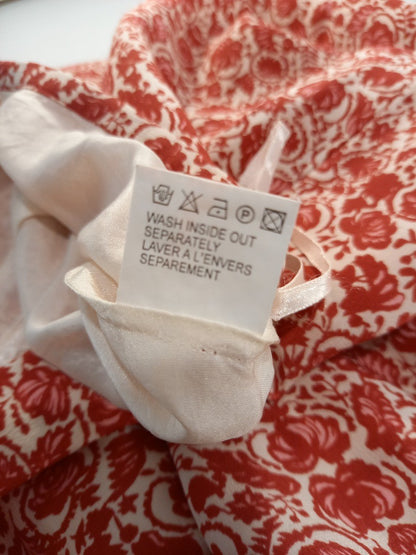 WASH INSIDE OUT
SEPARATELY
LAVER A L'ENVERS
SEPAREMENT